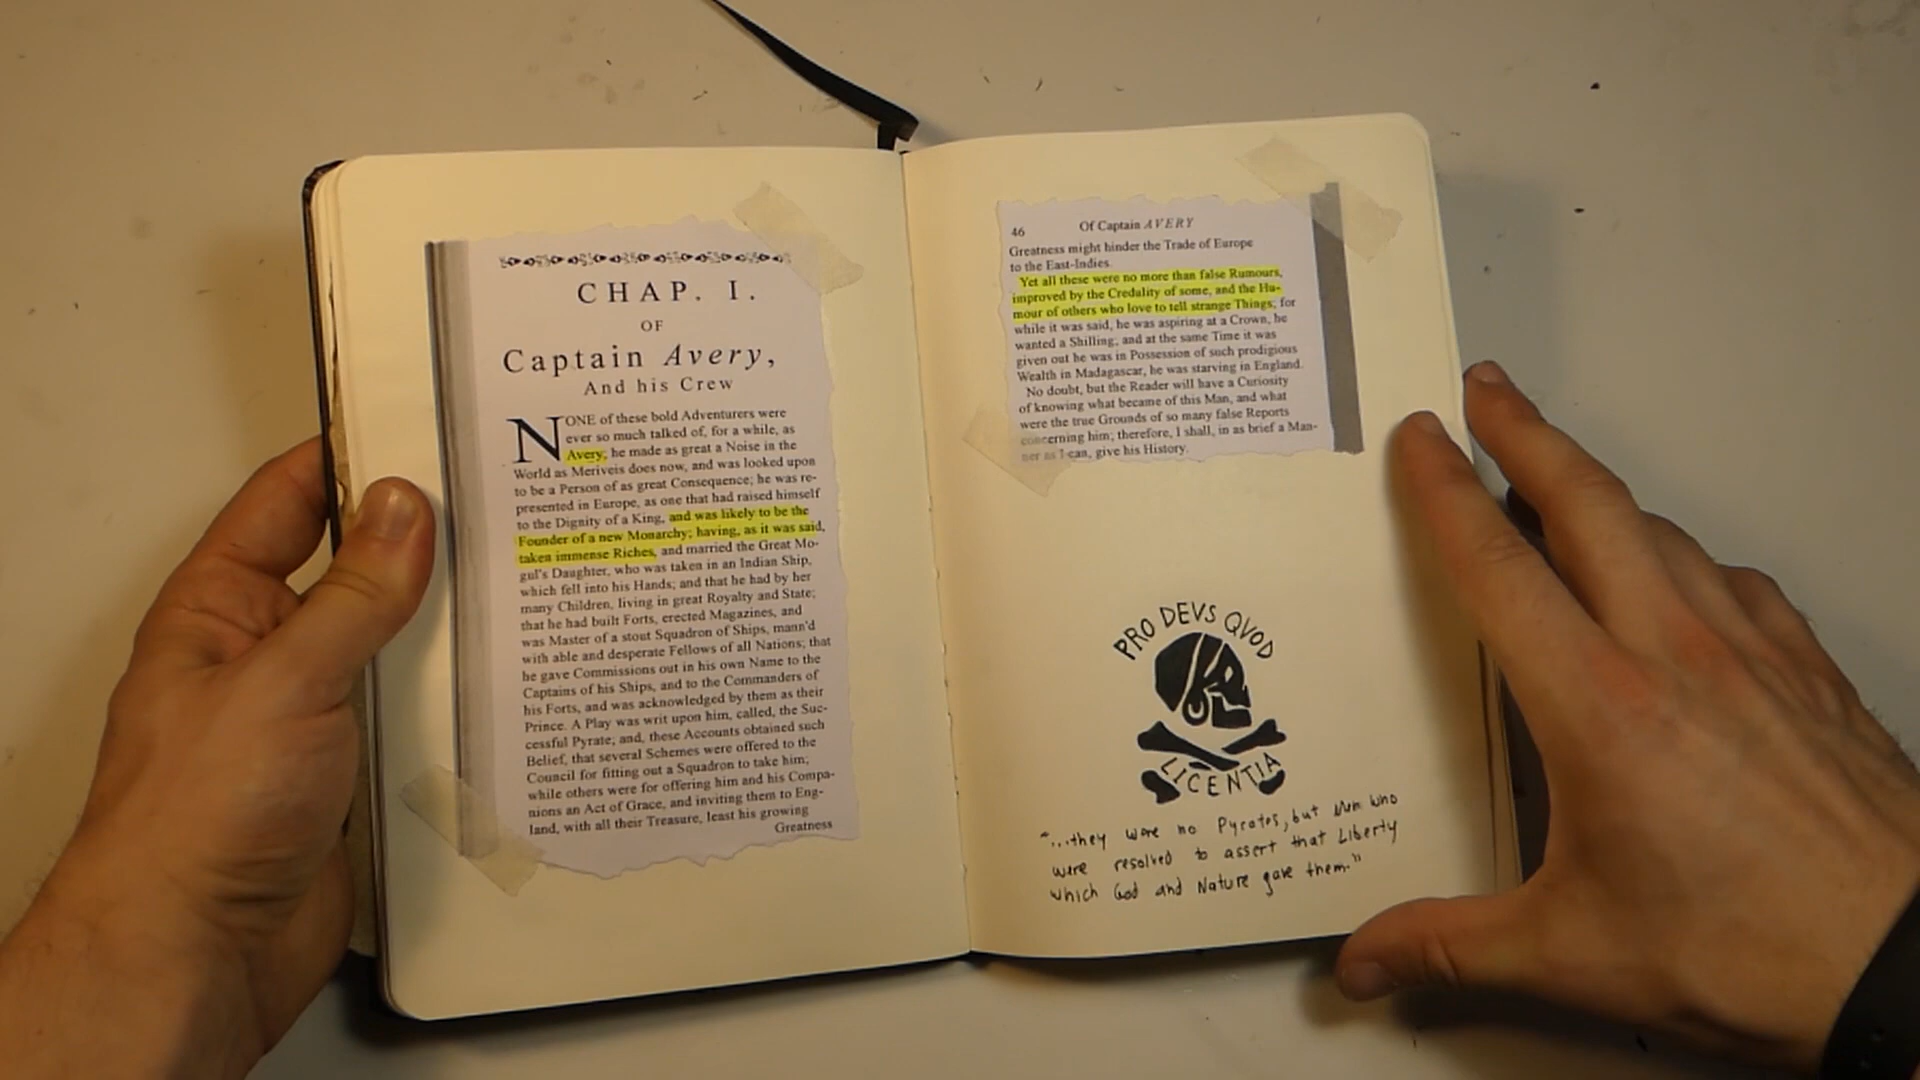 CHAP. I.
OF
Captain Avery,
And his Crew
NONE of these bold Adventurers were
ever so much talked of, for a while, as
Avery; he made as great a Noise in the
World as Meriveis does now, and was looked upon
to be a Person of as great Consequence; he was re-
presented in Europe, as one that had raised himself
to the Dignity of a King, and was likely to be the
Founder of a new Monarchy; having, as it was said,
taken immense Riches, and married the Great Mo-
gul's Daughter, who was taken in an Indian Ship,
which fell into his Hands; and that he had by her
many Children, living in great Royalty and State;
that he had built Forts, erected Magazines, and
was Master of a stout Squadron of Ships, mann'd
with able and desperate Fellows of all Nations; that
he gave Commissions out in his own Name to the
Captains of his Ships, and to the Commanders of
his Forts, and was acknowledged by them as their
Prince. A Play was writ upon him, called, the Suc-
cessful Pyrate; and, these Accounts obtained such
Belief, that several Schemes were offered to the
Council for fitting out a Squadron to take him;
while others were for offering him and his Compa-
nions an Act of Grace, and inviting them to Eng-
land, with all their Treasure, least his growing
Greatness
46 Of Captain AVERY
Greatness might hinder the Trade of Europe
to the East-Indies.
Yet all these were no more than false Rumours,
improved by the Credality of some, and the Hu-
mour of others who love to tell strange Things; for
while it was said, he was aspiring at a Crown, he
wanted a Shilling; and at the same Time it was
given out he was in Possession of such prodigious
Wealth in Madagascar, he was starving in England.
No doubt, but the Reader will have a Curiosity
of knowing what became of this Man, and what
were the true Grounds of so many false Reports
concerning him; therefore, I shall, in as brief a Man-
ner as I can, give his History.
PRO DEVS QVOD
LICENTIA
"...they were no Pyrates, but Men who
were resolved to assert that Liberty
which God and Nature gave them."